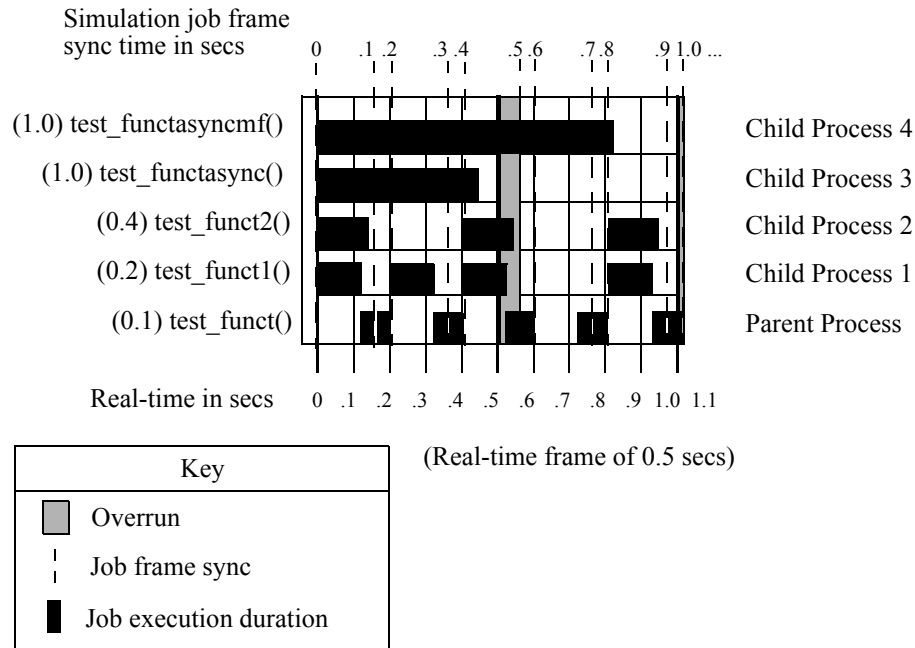 Simulation job frame
sync time in secs 0 .1 .2 .3 .4 .5 .6 .7 .8 .9 1.0 ...
(1.0) test_functasyncmf() Child Process 4
(1.0) test_functasync() Child Process 3
(0.4) test_funct2() Child Process 2
(0.2) test_funct1() Child Process 1
(0.1) test_funct() Parent Process
Real-time in secs 0 .1 .2 .3 .4 .5 .6 .7 .8 .9 1.0 1.1
(Real-time frame of 0.5 secs)
Key
Overrun
Job frame sync
Job execution duration